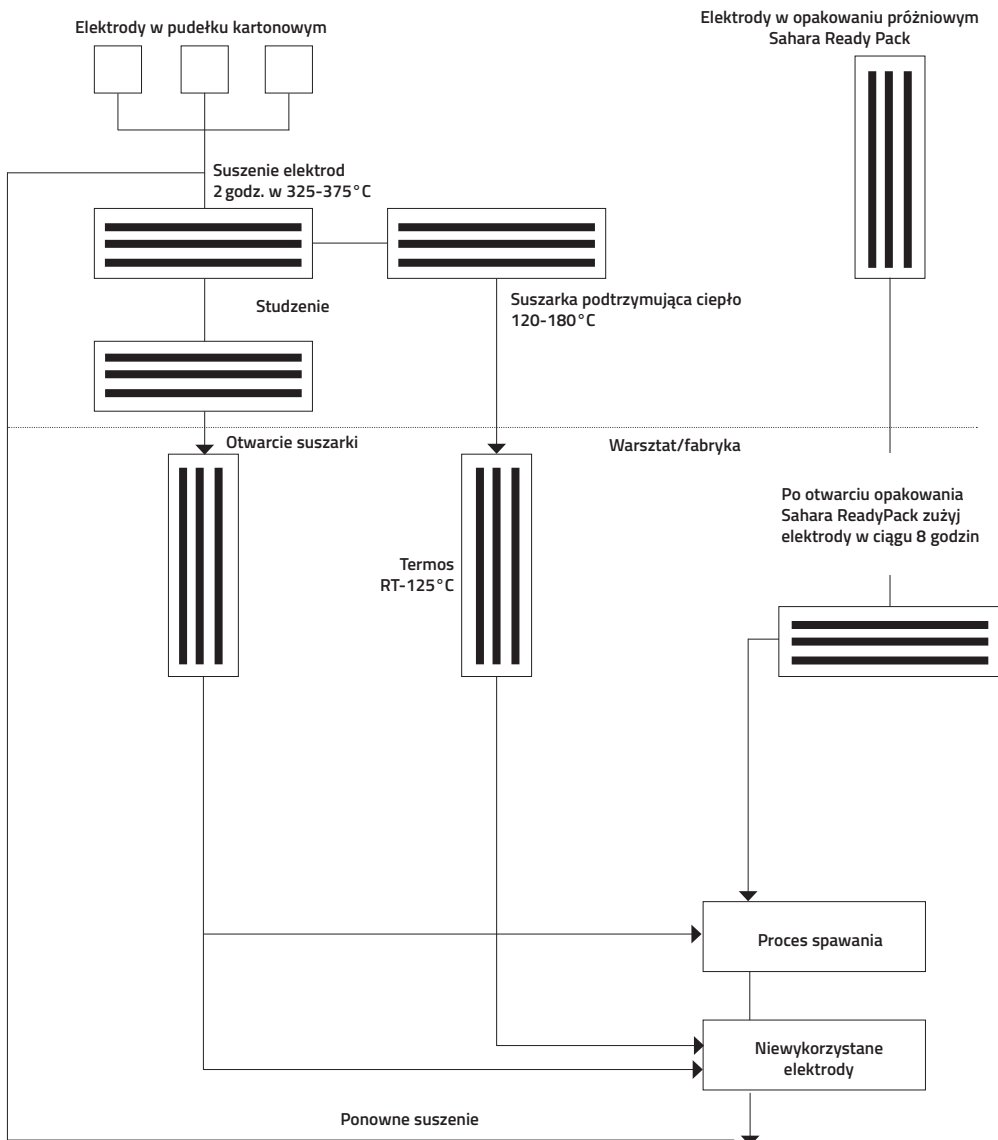 Elektrody w pudełku kartonowym
Elektrody w opakowaniu próżniowym
Sahara Ready Pack
Suszenie elektrod
2 godz. w 325-375°C
Studzenie
Suszarka podtrzymująca ciepło
120-180°C
Otwarcie suszarki
Warsztat/fabryka
Po otwarciu opakowania
Sahara ReadyPack zużyj
elektrody w ciągu 8 godzin
Termos
RT-125°C
Proces spawania
Niewykorzystane
elektrody
Ponowne suszenie